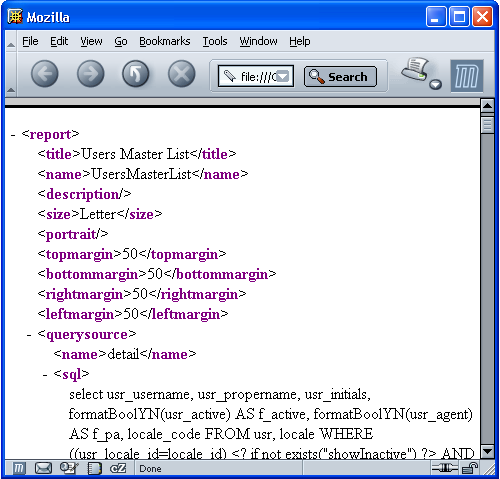 Mozilla
File Edit View Go Bookmarks Tools Window Help
file:///C Search
- <report>
<title>Users Master List</title>
<name>UsersMasterList</name>
<description/>
<size>Letter</size>
<portrait/>
<topmargin>50</topmargin>
<bottommargin>50</bottommargin>
<rightmargin>50</rightmargin>
<leftmargin>50</leftmargin>
- <querysource>
<name>detail</name>
- <sql>
select usr_username, usr_propername, usr_initials,
formatBoolYN(usr_active) AS f_active, formatBoolYN(usr_agent)
AS f_pa, locale_code FROM usr, locale WHERE
((usr_locale_id=locale_id) <? if not exists("showInactive") ?> AND
Done